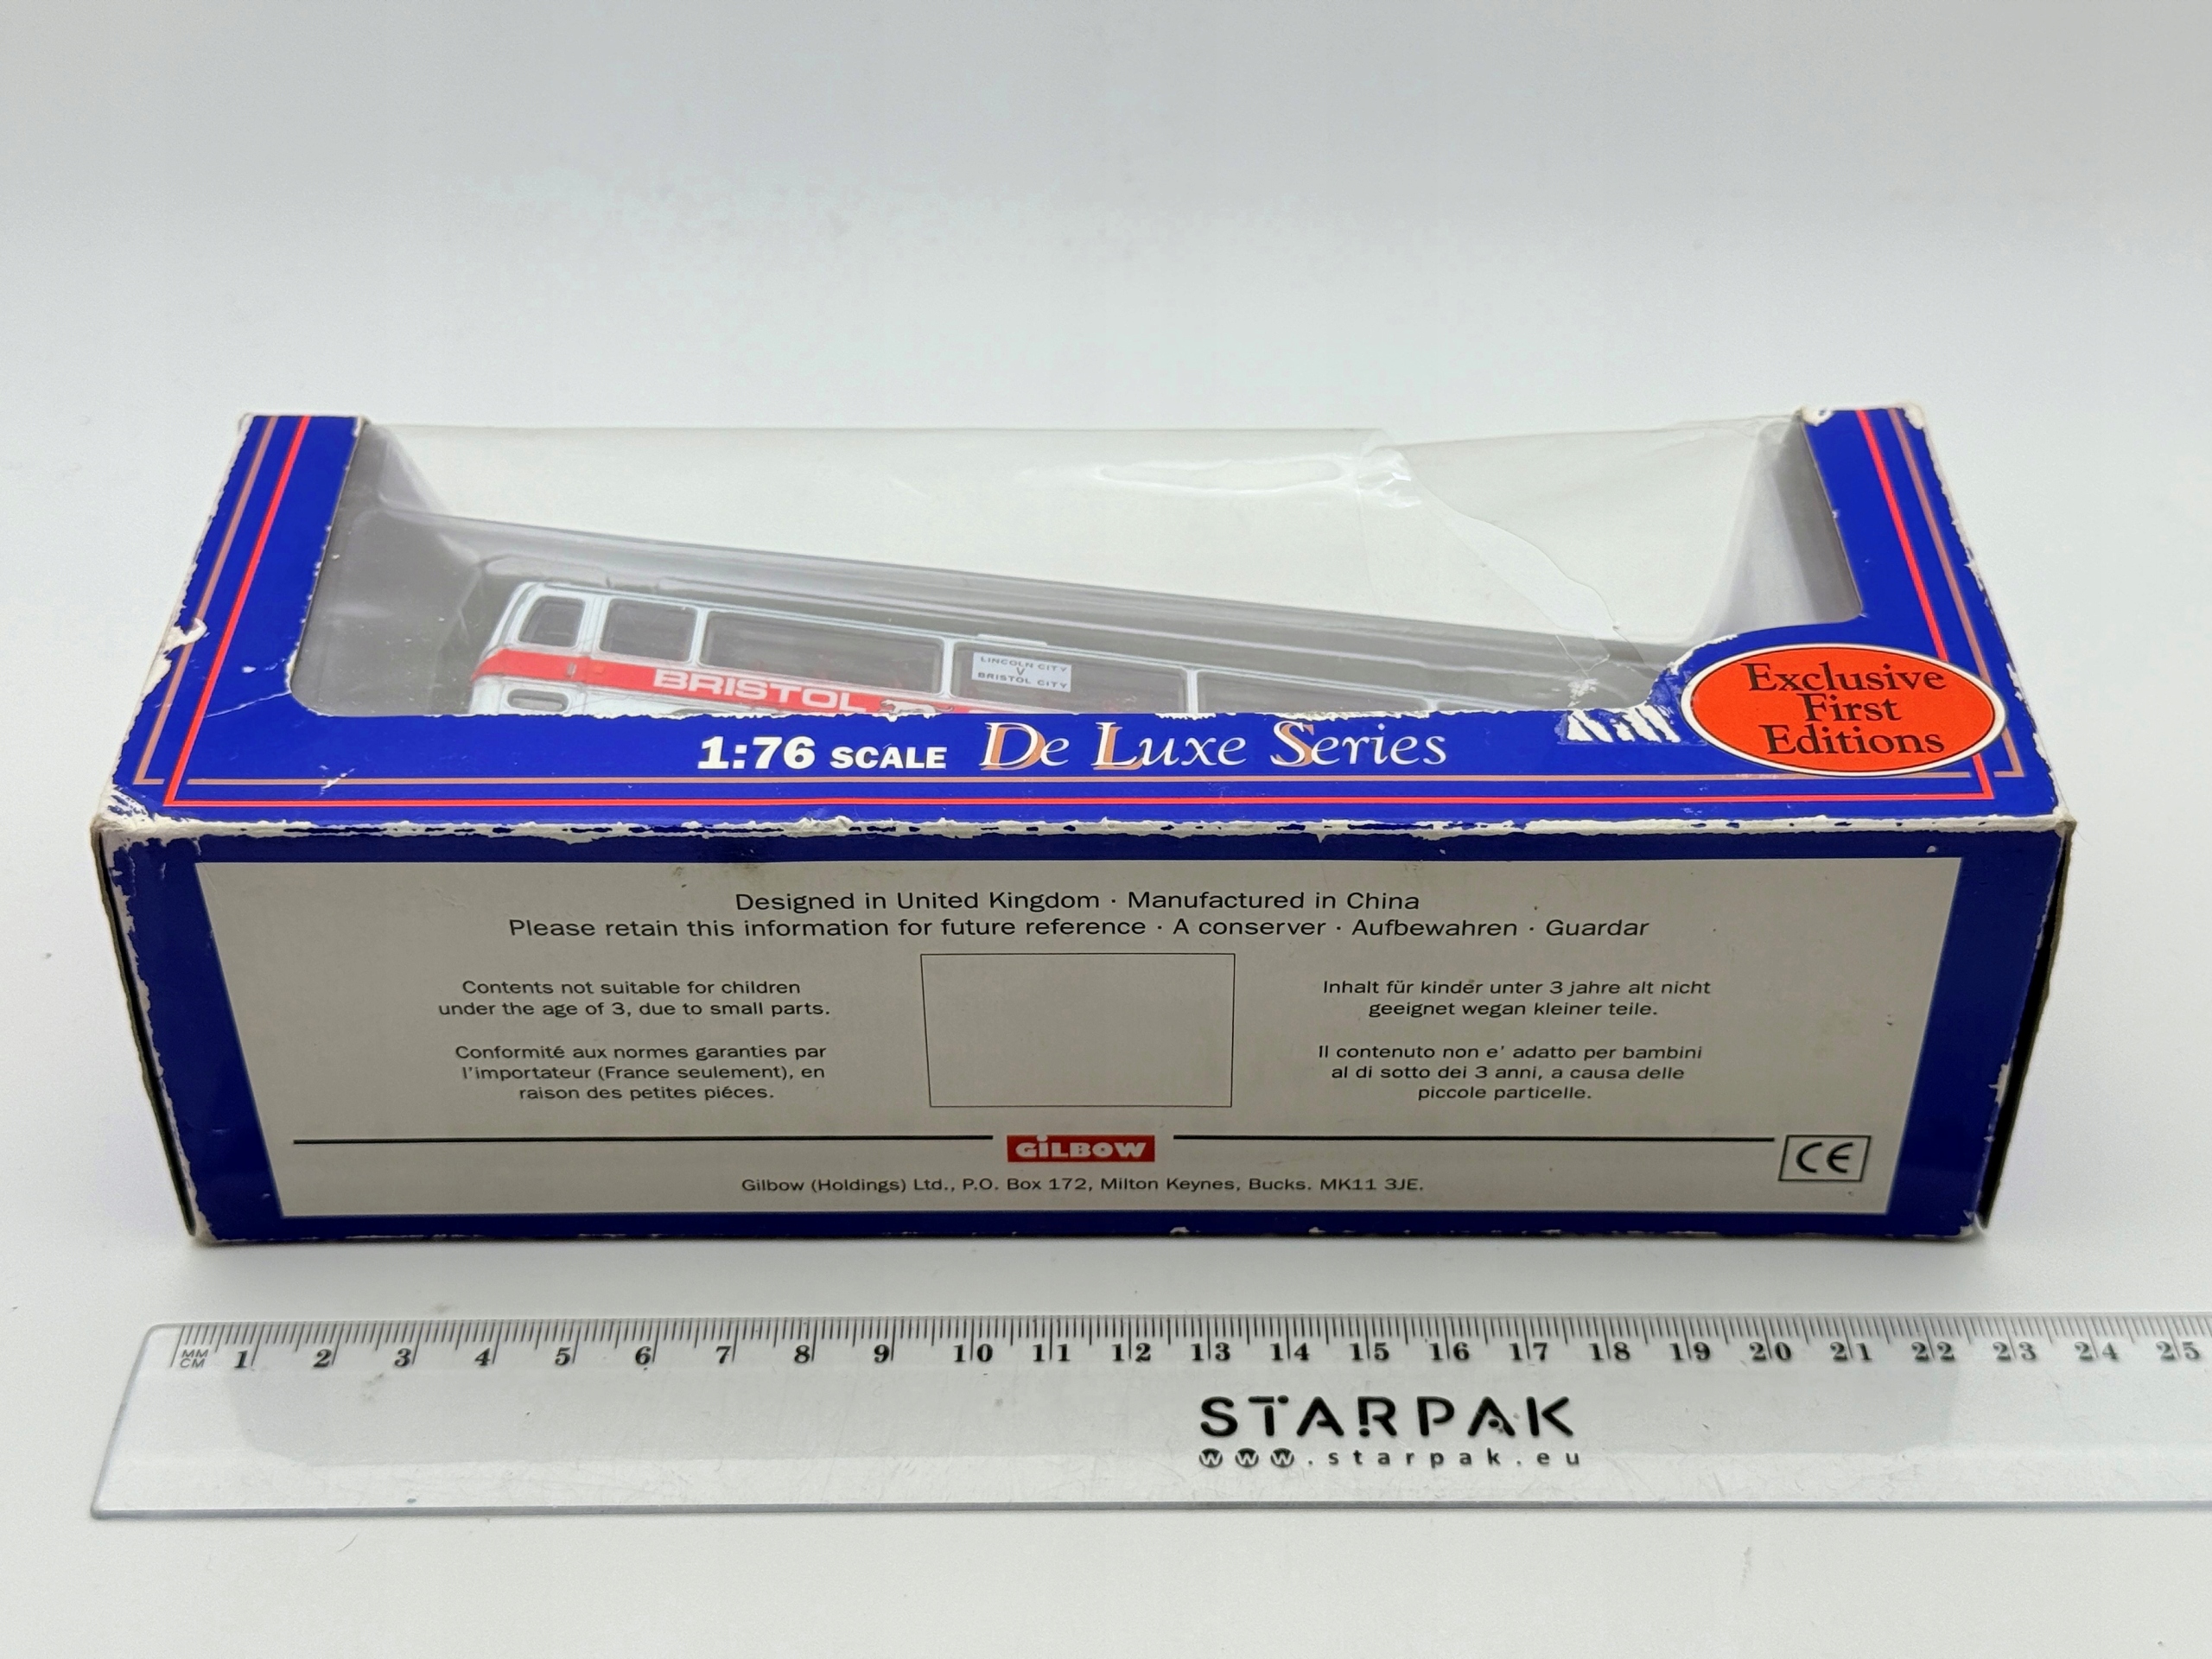 LINCOLN CITY
V
BRISTOL CITY
BRISTOL
1:76 SCALE De Luxe Series
Exclusive
First
Editions
Designed in United Kingdom · Manufactured in China
Please retain this information for future reference · A conserver · Aufbewahren · Guardar
Contents not suitable for children
under the age of 3, due to small parts.
Conformité aux normes garanties par
l'importateur (France seulement), en
raison des petites piéces.
Inhalt für kinder unter 3 jahre alt nicht
geeignet wegan kleiner teile.
Il contenuto non e' adatto per bambini
al di sotto dei 3 anni, a causa delle
piccole particelle.
GILBOW
CE
Gilbow (Holdings) Ltd., P.O. Box 172, Milton Keynes, Bucks. MK11 3JE.
MM
CM
1 2 3 4 5 6 7 8 9 10 11 12 13 14 15 16 17 18 19 20 21 22 23 24 25
STARPAK
www.starpak.eu